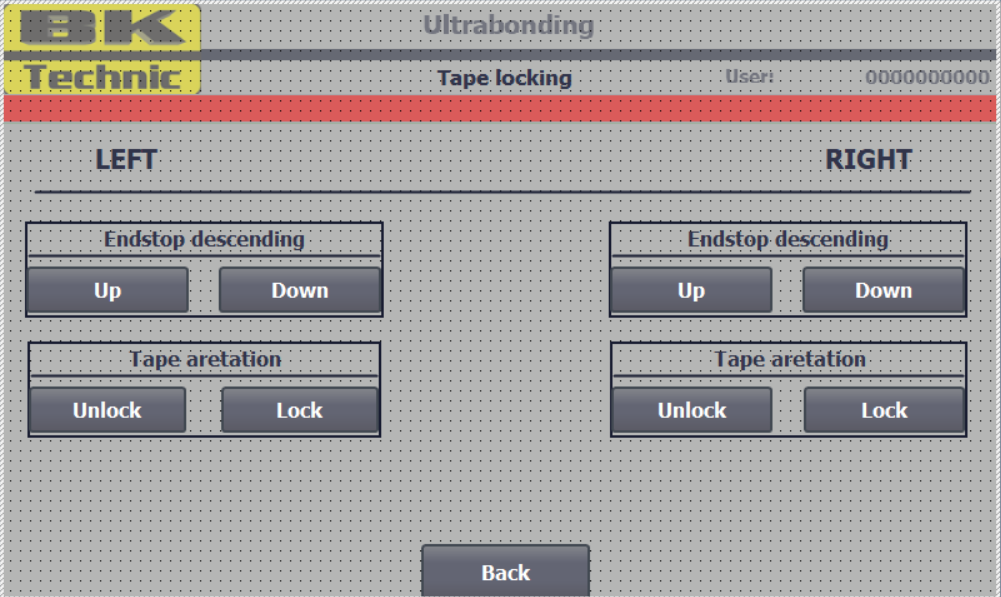 BK
Technic
Ultrabonding
Tape locking
User:
0000000000
LEFT
RIGHT
Endstop descending
Endstop descending
Up
Down
Up
Down
Tape aretation
Tape aretation
Unlock
Lock
Unlock
Lock
Back